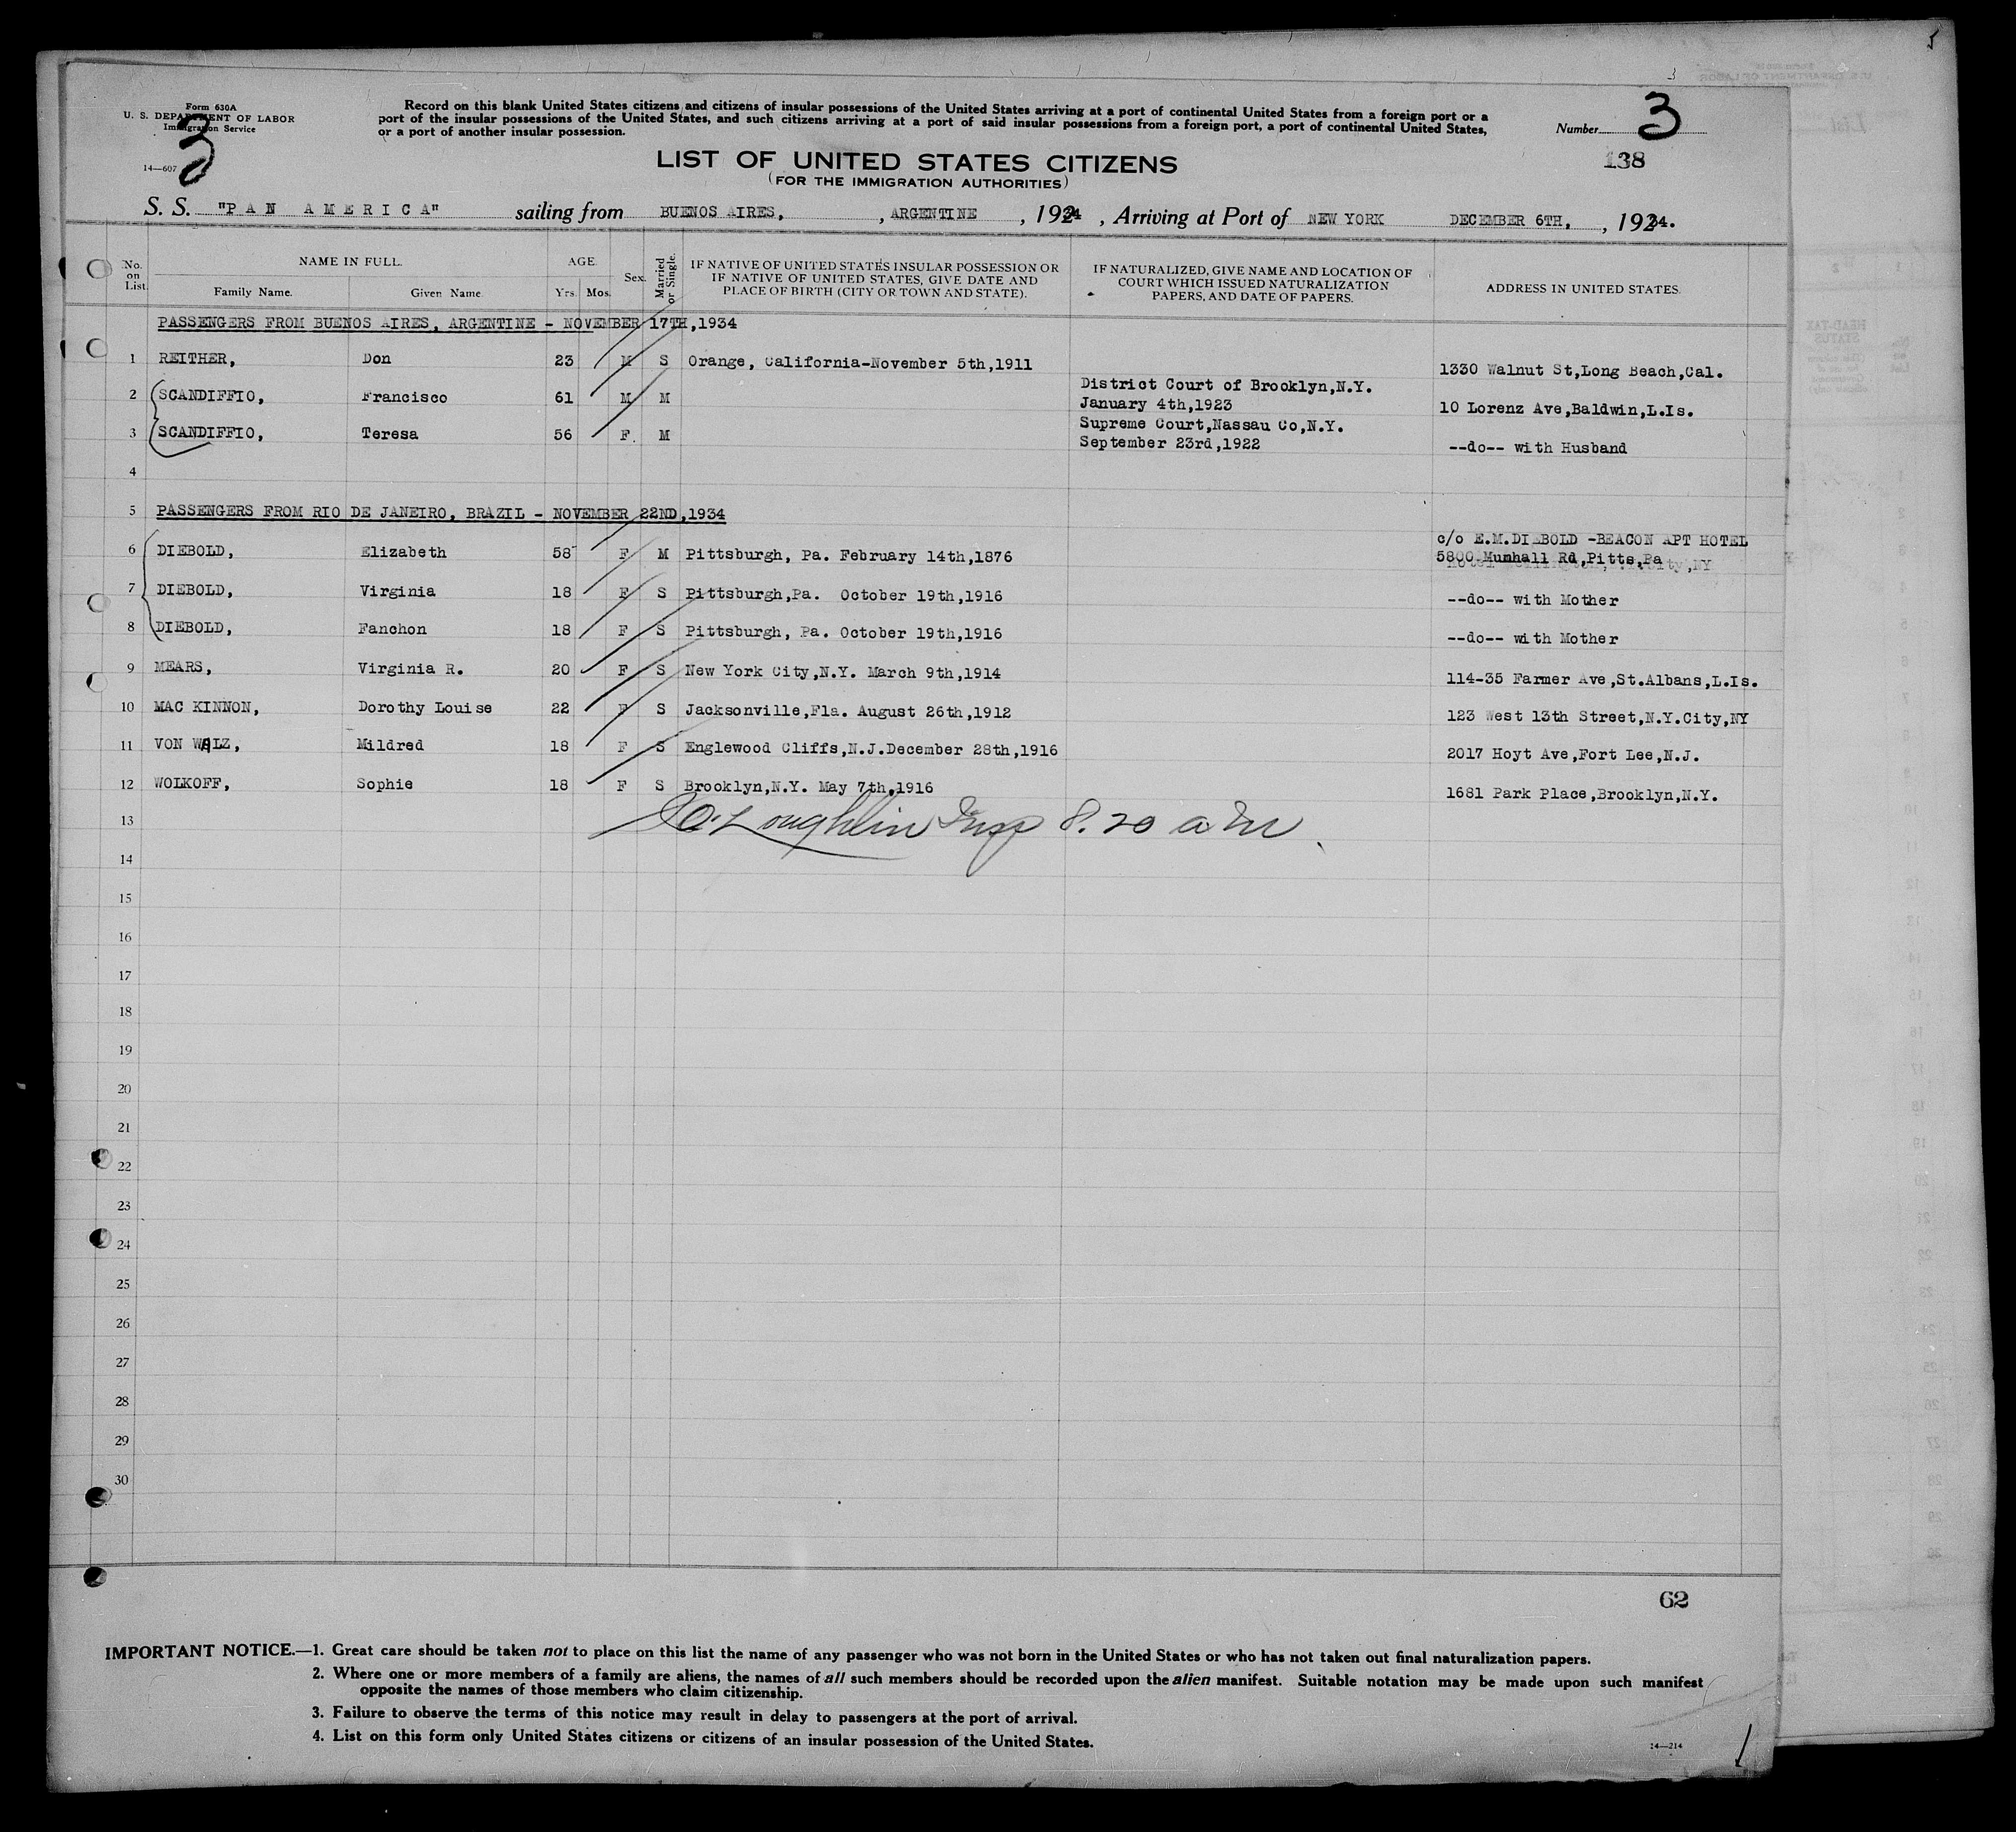 Form 630A
U. S. DEPARTMENT OF LABOR
Immigration Service
3
14—607
Record on this blank United States citizens and citizens of insular possessions of the United States arriving at a port of continental United States from a foreign port or a
port of the insular possessions of the United States, and such citizens arriving at a port of said insular possessions from a foreign port, a port of continental United States,
or a port of another insular possession.
Number 3
138
LIST OF UNITED STATES CITIZENS
(FOR THE IMMIGRATION AUTHORITIES)
S. S. "PAN AMERICA" sailing from BUENOS AIRES, , ARGENTINE , 1934 , Arriving at Port of NEW YORK DECEMBER 6TH, , 1934.
No. on List. NAME IN FULL. Family Name. Given Name. AGE. Yrs. Mos. Sex. Married or Single. IF NATIVE OF UNITED STATES INSULAR POSSESSION OR IF NATIVE OF UNITED STATES, GIVE DATE AND PLACE OF BIRTH (CITY OR TOWN AND STATE). IF NATURALIZED, GIVE NAME AND LOCATION OF COURT WHICH ISSUED NATURALIZATION PAPERS, AND DATE OF PAPERS. ADDRESS IN UNITED STATES.
PASSENGERS FROM BUENOS AIRES, ARGENTINE - NOVEMBER 17TH,1934
1 REITHER, Don 23 M S Orange, California-November 5th,1911 1330 Walnut St,Long Beach,Cal.
2 SCANDIFFIO, Francisco 61 M M District Court of Brooklyn,N.Y. January 4th,1923 10 Lorenz Ave,Baldwin,L.Is.
3 SCANDIFFIO, Teresa 56 F. M Supreme Court,Nassau Co,N.Y. September 23rd,1922 --do-- with Husband
4
5 PASSENGERS FROM RIO DE JANEIRO, BRAZIL - NOVEMBER 22ND,1934
6 DIEBOLD, Elizabeth 58 F M Pittsburgh, Pa. February 14th,1876 c/o E.M.DIEBOLD -BEACON APT HOTEL 5800 Munhall Rd,Pitts,Pa
7 DIEBOLD, Virginia 18 F S Pittsburgh,Pa. October 19th,1916 --do-- with Mother
8 DIEBOLD, Fanchon 18 F S Pittsburgh, Pa. October 19th,1916 --do-- with Mother
9 MEARS, Virginia R. 20 F S New York City,N.Y. March 9th,1914 114-35 Farmer Ave,St.Albans,L.Is.
10 MAC KINNON, Dorothy Louise 22 F S Jacksonville,Fla. August 26th,1912 123 West 13th Street,N.Y.City,NY
11 VON WALZ, Mildred 18 F S Englewood Cliffs,N.J.December 28th,1916 2017 Hoyt Ave,Fort Lee,N.J.
12 WOLKOFF, Sophie 18 F S Brooklyn,N.Y. May 7th,1916 1681 Park Place,Brooklyn,N.Y.
13 O'Loughlin Insp 8.20 a m
14
15
16
17
18
19
20
21
22
23
24
25
26
27
28
29
30
62
IMPORTANT NOTICE.—1. Great care should be taken not to place on this list the name of any passenger who was not born in the United States or who has not taken out final naturalization papers.
2. Where one or more members of a family are aliens, the names of all such members should be recorded upon the alien manifest. Suitable notation may be made upon such manifest
opposite the names of those members who claim citizenship.
3. Failure to observe the terms of this notice may result in delay to passengers at the port of arrival.
4. List on this form only United States citizens or citizens of an insular possession of the United States.
14—214